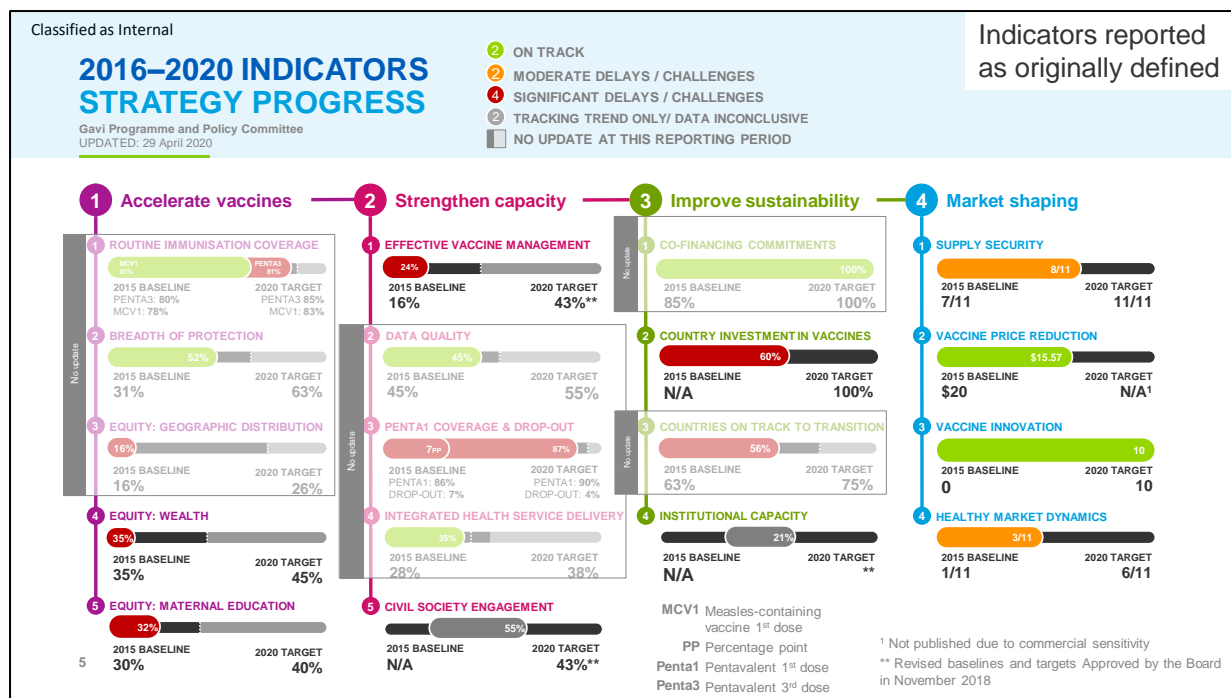 Classified as Internal
Indicators reported
as originally defined
2016–2020 INDICATORS
STRATEGY PROGRESS
Gavi Programme and Policy Committee
UPDATED: 29 April 2020
2 ON TRACK
2 MODERATE DELAYS / CHALLENGES
4 SIGNIFICANT DELAYS / CHALLENGES
2 TRACKING TREND ONLY/ DATA INCONCLUSIVE
NO UPDATE AT THIS REPORTING PERIOD
1 Accelerate vaccines
No update
1 ROUTINE IMMUNISATION COVERAGE
MCV1 PENTA3
81% 81%
2015 BASELINE 2020 TARGET
PENTA3: 80% PENTA3 85%
MCV1: 78% MCV1: 83%
2 BREADTH OF PROTECTION
52%
2015 BASELINE 2020 TARGET
31% 63%
3 EQUITY: GEOGRAPHIC DISTRIBUTION
16%
2015 BASELINE 2020 TARGET
16% 26%
4 EQUITY: WEALTH
35%
2015 BASELINE 2020 TARGET
35% 45%
5 EQUITY: MATERNAL EDUCATION
32%
2015 BASELINE 2020 TARGET
30% 40%
2 Strengthen capacity
1 EFFECTIVE VACCINE MANAGEMENT
24%
2015 BASELINE 2020 TARGET
16% 43%**
No update
2 DATA QUALITY
45%
2015 BASELINE 2020 TARGET
45% 55%
3 PENTA1 COVERAGE & DROP-OUT
7PP 87%
2015 BASELINE 2020 TARGET
PENTA1: 86% PENTA1: 90%
DROP-OUT: 7% DROP-OUT: 4%
4 INTEGRATED HEALTH SERVICE DELIVERY
35%
2015 BASELINE 2020 TARGET
28% 38%
5 CIVIL SOCIETY ENGAGEMENT
55%
2015 BASELINE 2020 TARGET
N/A 43%**
3 Improve sustainability
No update
1 CO-FINANCING COMMITMENTS
100%
2015 BASELINE 2020 TARGET
85% 100%
2 COUNTRY INVESTMENT IN VACCINES
60%
2015 BASELINE 2020 TARGET
N/A 100%
No update
3 COUNTRIES ON TRACK TO TRANSITION
56%
2015 BASELINE 2020 TARGET
63% 75%
4 INSTITUTIONAL CAPACITY
21%
2015 BASELINE 2020 TARGET
N/A **
4 Market shaping
1 SUPPLY SECURITY
8/11
2015 BASELINE 2020 TARGET
7/11 11/11
2 VACCINE PRICE REDUCTION
$15.57
2015 BASELINE 2020 TARGET
$20 N/A¹
3 VACCINE INNOVATION
10
2015 BASELINE 2020 TARGET
0 10
4 HEALTHY MARKET DYNAMICS
3/11
2015 BASELINE 2020 TARGET
1/11 6/11
MCV1 Measles-containing
vaccine 1st dose
PP Percentage point
Penta1 Pentavalent 1st dose
Penta3 Pentavalent 3rd dose
¹ Not published due to commercial sensitivity
** Revised baselines and targets Approved by the Board
in November 2018
5